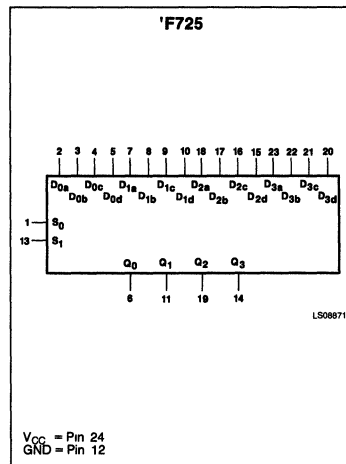 'F725
2 3 4 5 7 8 9 10 18 17 16 15 23 22 21 20
D0a D0c D1a D1c D2a D2c D3a D3c
D0b D0d D1b D1d D2b D2d D3b D3d
1 S0
13 S1
Q0 Q1 Q2 Q3
6 11 19 14
LS08871
VCC = Pin 24
GND = Pin 12